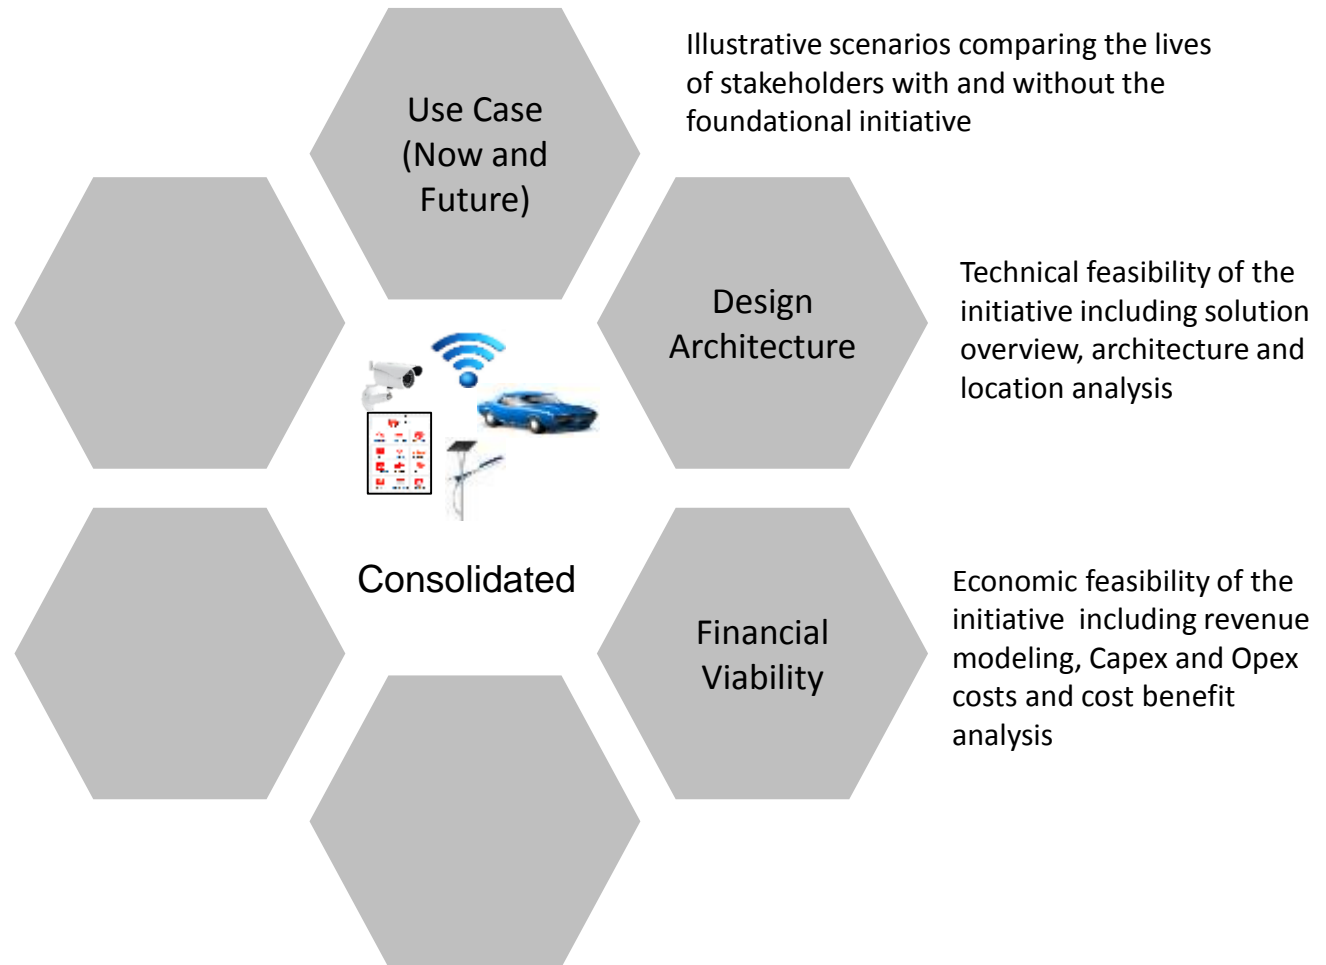 Illustrative scenarios comparing the lives
of stakeholders with and without the
foundational initiative
Use Case
(Now and
Future)
Technical feasibility of the
initiative including solution
overview, architecture and
location analysis
Design
Architecture
Consolidated
Economic feasibility of the
initiative  including revenue
modeling, Capex and Opex
costs and cost benefit
analysis
Financial
Viability